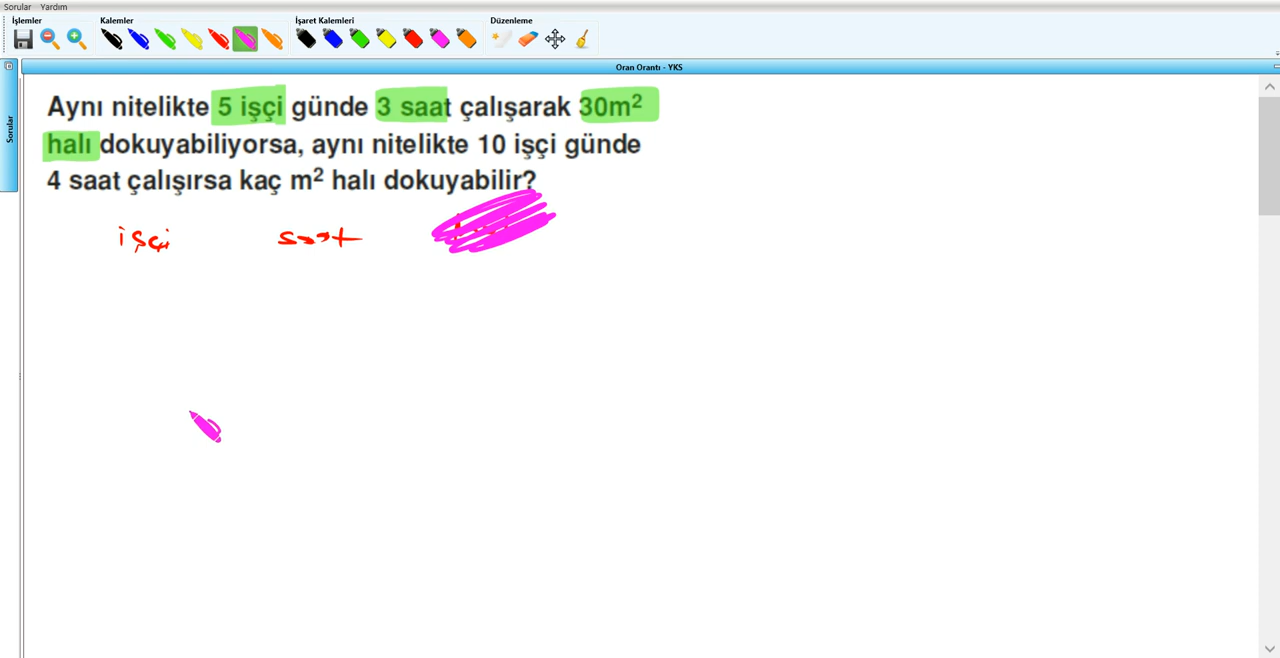 Sorular Yardım
İşlemler Kalemler İşaret Kalemleri Düzenleme
Oran Orantı - YKS
Sorular
Aynı nitelikte 5 işçi günde 3 saat çalışarak 30m²
halı dokuyabiliyorsa, aynı nitelikte 10 işçi günde
4 saat çalışırsa kaç m² halı dokuyabilir?
işçi saat